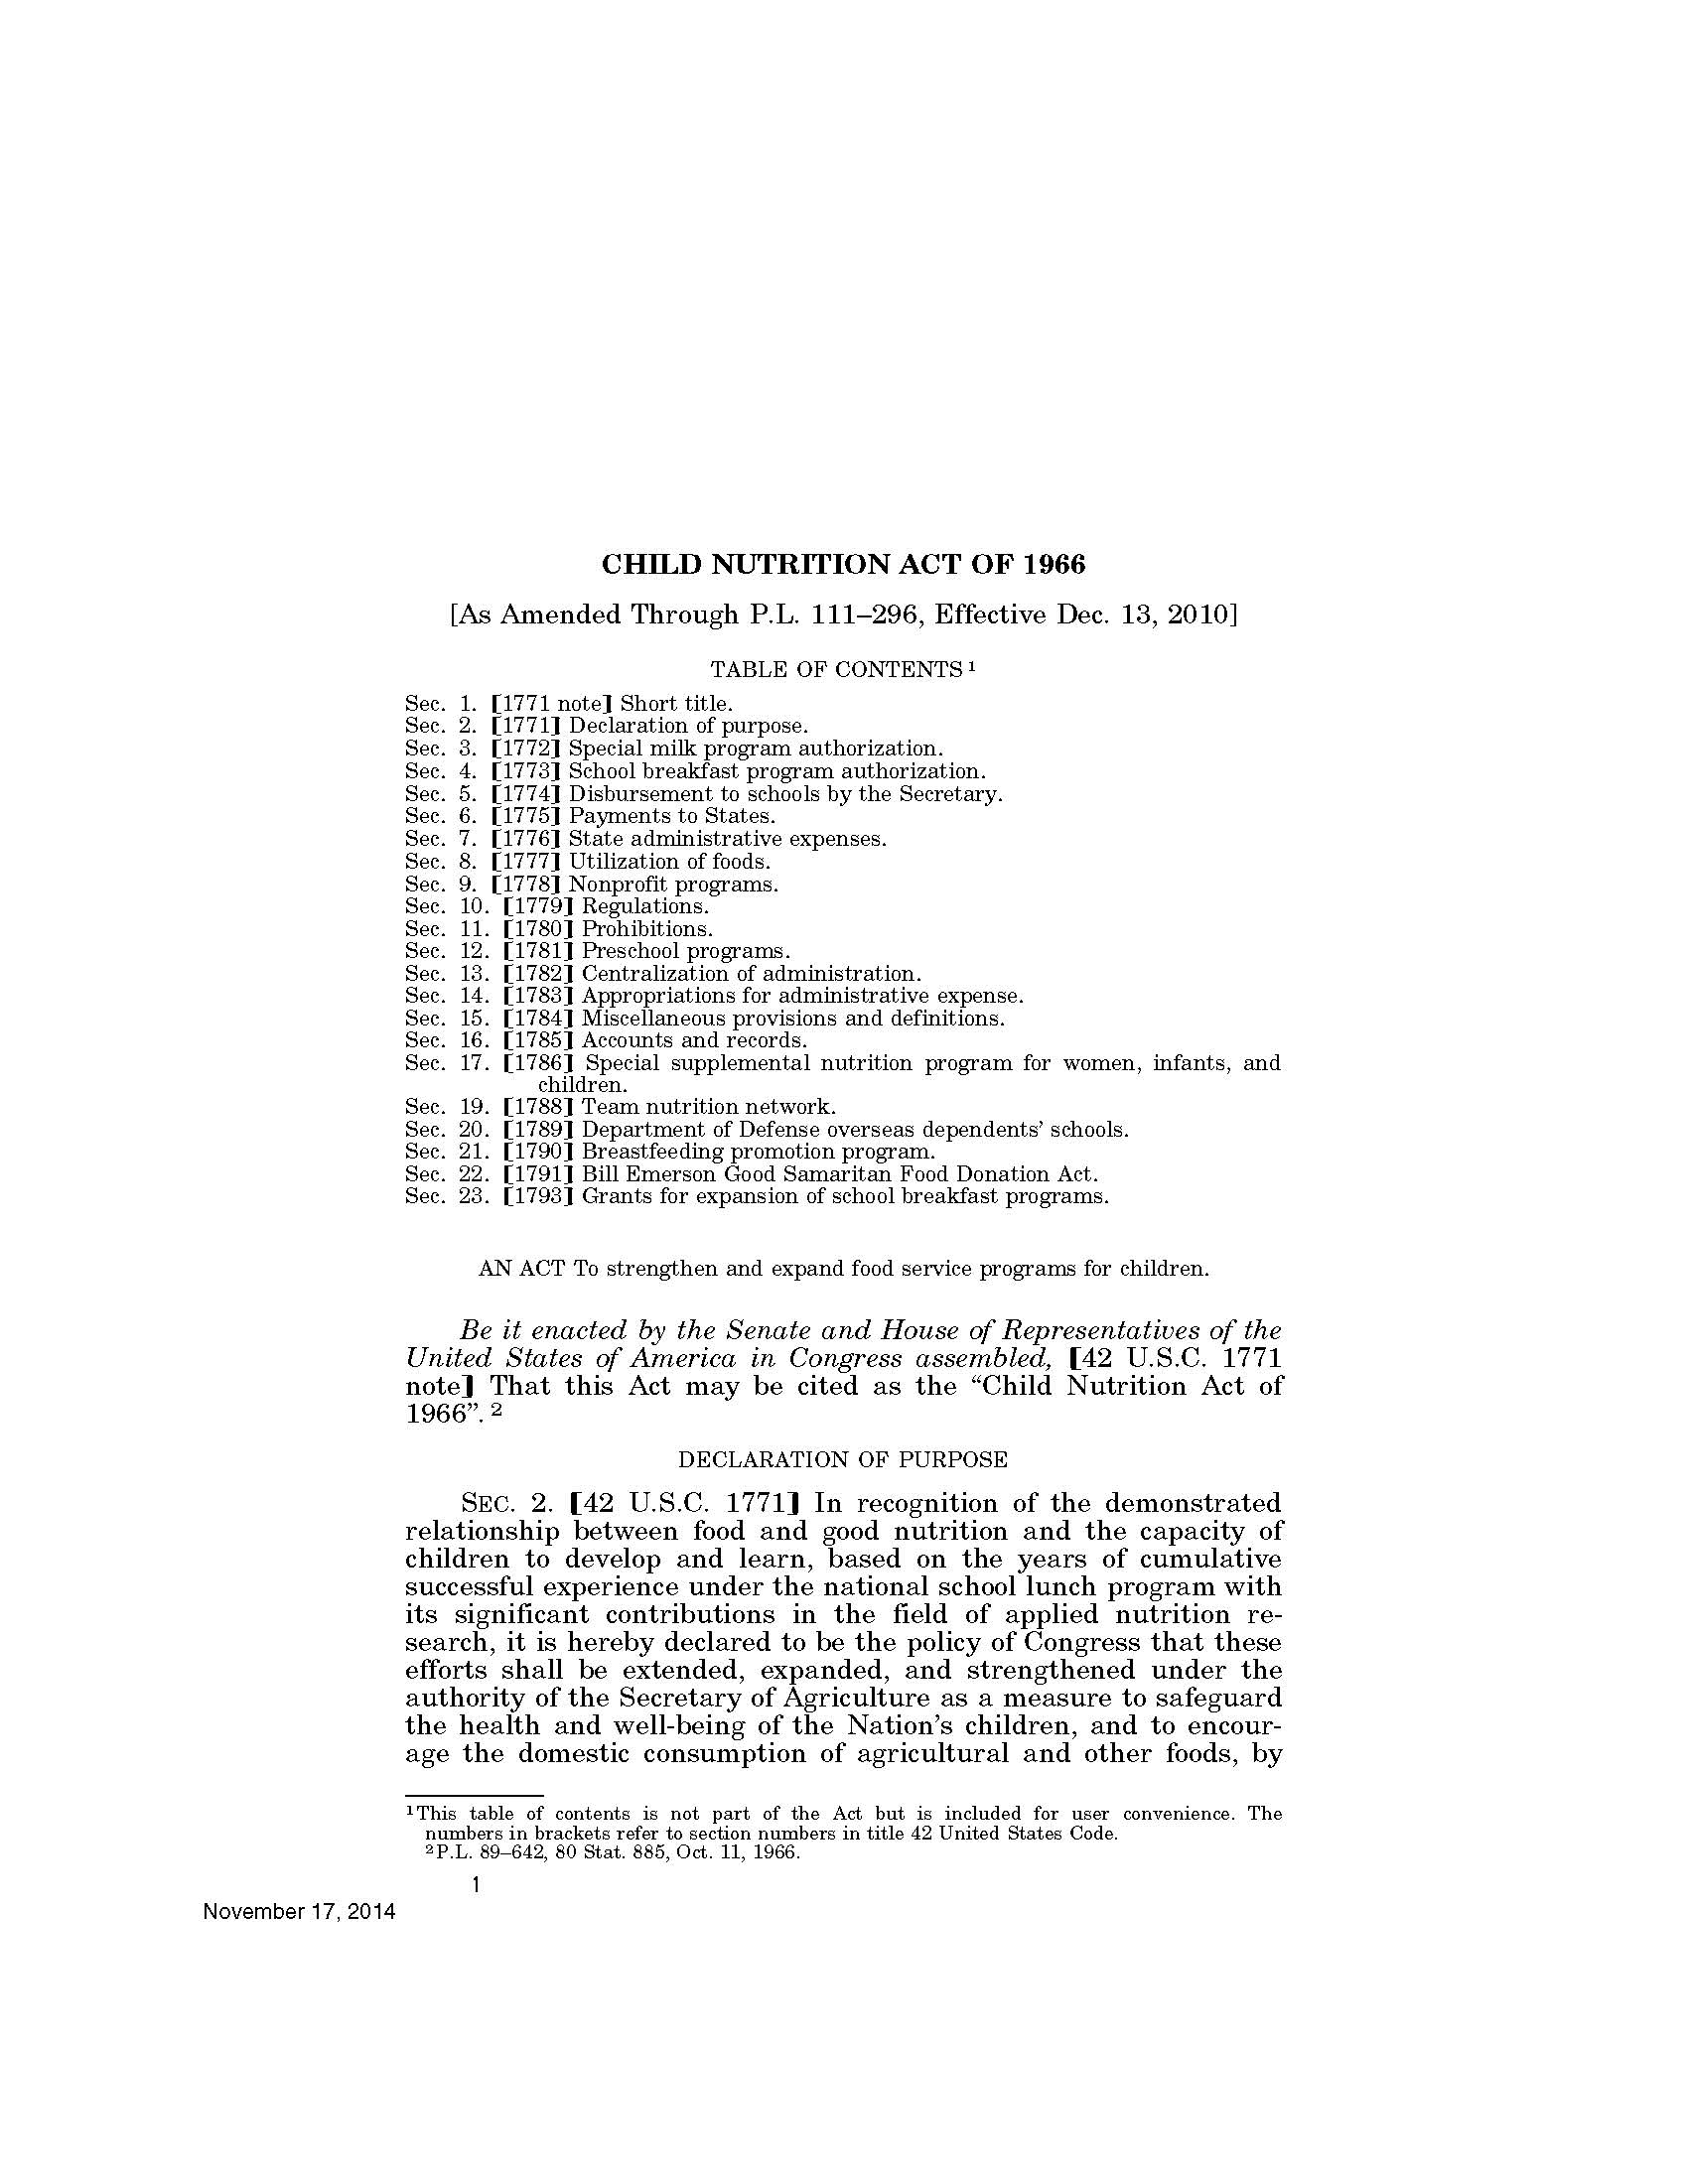 CHILD NUTRITION ACT OF 1966
[As Amended Through P.L. 111–296, Effective Dec. 13, 2010]
TABLE OF CONTENTS 1
Sec. 1. [1771 note] Short title.
Sec. 2. [1771] Declaration of purpose.
Sec. 3. [1772] Special milk program authorization.
Sec. 4. [1773] School breakfast program authorization.
Sec. 5. [1774] Disbursement to schools by the Secretary.
Sec. 6. [1775] Payments to States.
Sec. 7. [1776] State administrative expenses.
Sec. 8. [1777] Utilization of foods.
Sec. 9. [1778] Nonprofit programs.
Sec. 10. [1779] Regulations.
Sec. 11. [1780] Prohibitions.
Sec. 12. [1781] Preschool programs.
Sec. 13. [1782] Centralization of administration.
Sec. 14. [1783] Appropriations for administrative expense.
Sec. 15. [1784] Miscellaneous provisions and definitions.
Sec. 16. [1785] Accounts and records.
Sec. 17. [1786] Special supplemental nutrition program for women, infants, and
children.
Sec. 19. [1788] Team nutrition network.
Sec. 20. [1789] Department of Defense overseas dependents’ schools.
Sec. 21. [1790] Breastfeeding promotion program.
Sec. 22. [1791] Bill Emerson Good Samaritan Food Donation Act.
Sec. 23. [1793] Grants for expansion of school breakfast programs.
AN ACT To strengthen and expand food service programs for children.
Be it enacted by the Senate and House of Representatives of the
United States of America in Congress assembled, [42 U.S.C. 1771
note] That this Act may be cited as the “Child Nutrition Act of
1966”. 2
DECLARATION OF PURPOSE
SEC. 2. [42 U.S.C. 1771] In recognition of the demonstrated
relationship between food and good nutrition and the capacity of
children to develop and learn, based on the years of cumulative
successful experience under the national school lunch program with
its significant contributions in the field of applied nutrition re-
search, it is hereby declared to be the policy of Congress that these
efforts shall be extended, expanded, and strengthened under the
authority of the Secretary of Agriculture as a measure to safeguard
the health and well-being of the Nation’s children, and to encour-
age the domestic consumption of agricultural and other foods, by
1 This table of contents is not part of the Act but is included for user convenience. The
numbers in brackets refer to section numbers in title 42 United States Code.
2 P.L. 89–642, 80 Stat. 885, Oct. 11, 1966.
1
November 17, 2014